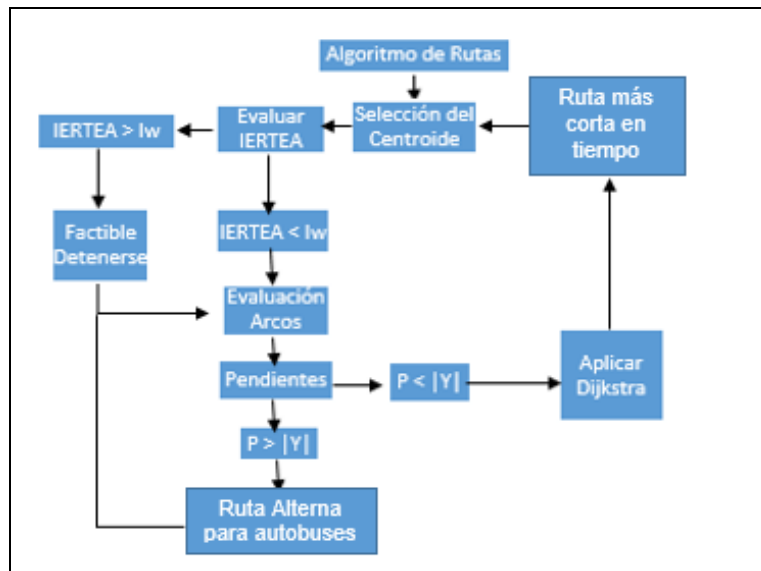 Algoritmo de Rutas
Ruta más
corta en
tiempo
Selección del
Centroide
Evaluar
IERTEA
IERTEA > Iw
Factible
Detenerse
IERTEA < Iw
Evaluación
Arcos
Pendientes
P < |Y|
Aplicar
Dijkstra
P > |Y|
Ruta Alterna
para autobuses